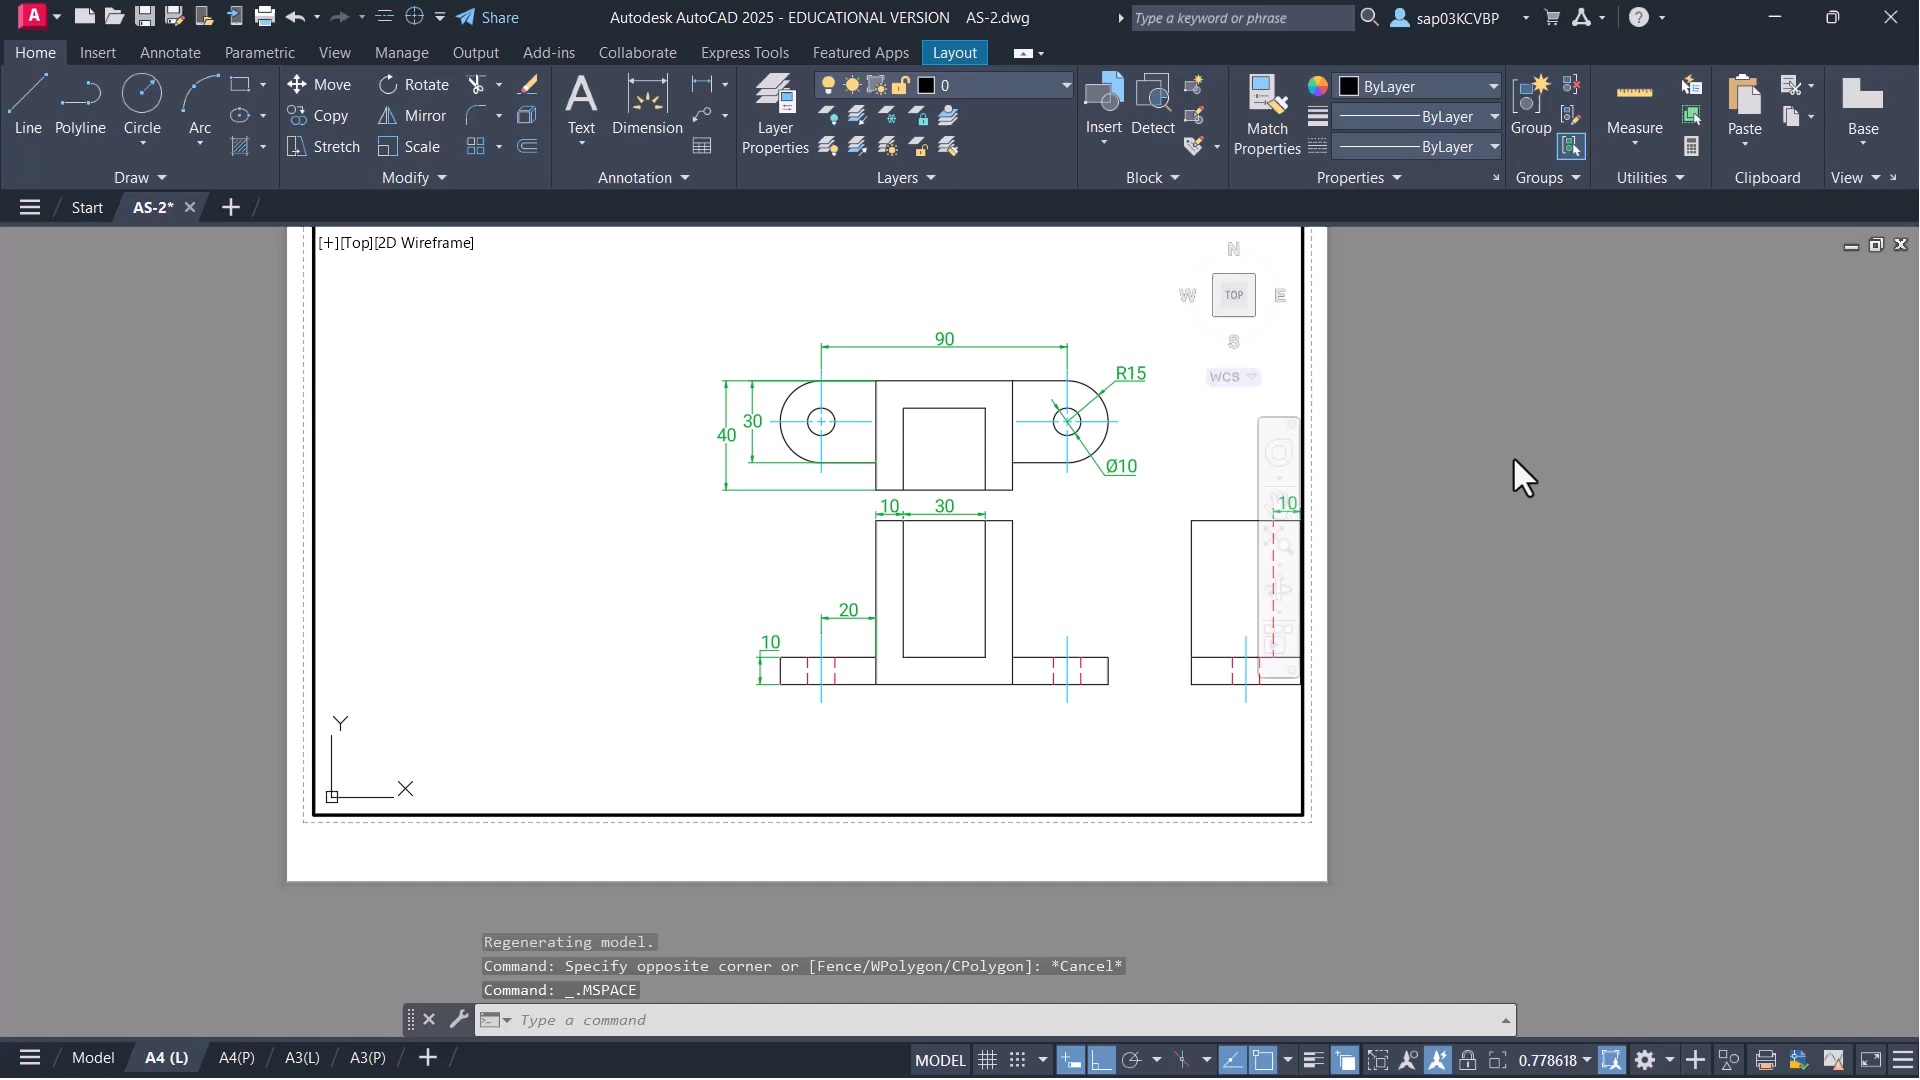 Share
Autodesk AutoCAD 2025 - EDUCATIONAL VERSION    AS-2.dwg
Type a keyword or phrase
sap03KCVBP
Home
Insert
Annotate
Parametric
View
Manage
Output
Add-ins
Collaborate
Express Tools
Featured Apps
Layout
Line
Polyline
Circle
Arc
Move
Copy
Stretch
Rotate
Mirror
Scale
Text
Dimension
Layer
Properties
0
Insert
Detect
Match
Properties
ByLayer
ByLayer
ByLayer
Group
Measure
Paste
Base
Draw
Modify
Annotation
Layers
Block
Properties
Groups
Utilities
Clipboard
View
Start
AS-2*
[+][Top][2D Wireframe]
N
W
TOP
E
S
WCS
90
R15
30
40
Ø10
10
30
10
20
10
Y
X
Regenerating model.
Command: Specify opposite corner or [Fence/WPolygon/CPolygon]: *Cancel*
Command: _.MSPACE
Type a command
Model
A4 (L)
A4(P)
A3(L)
A3(P)
MODEL
0.778618